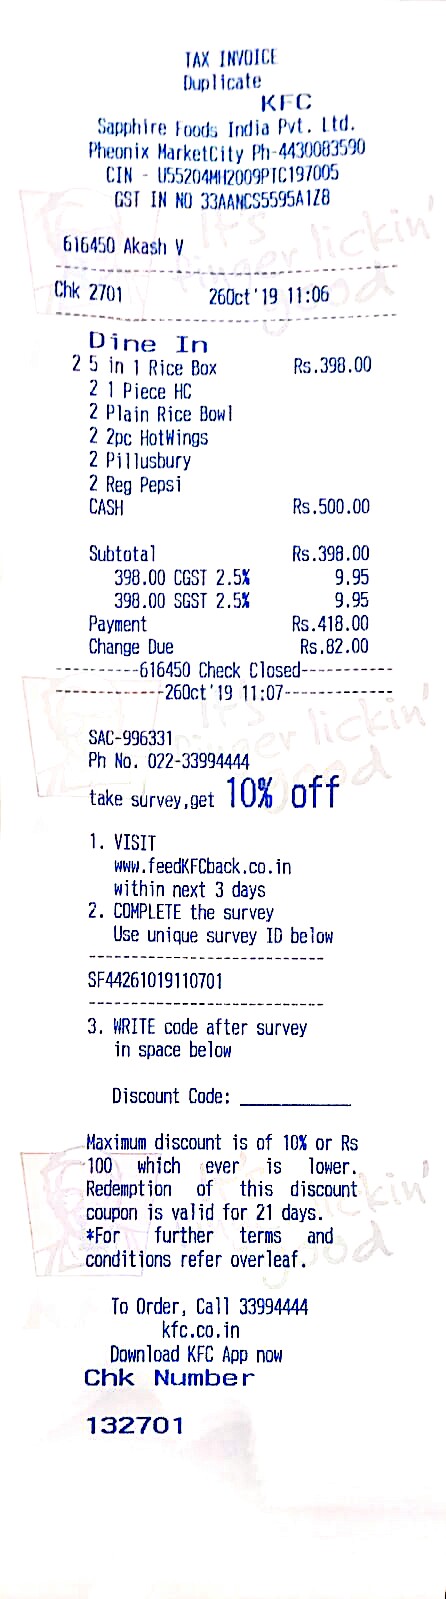 TAX INVOICE
Duplicate
KFC
Sapphire Foods India Pvt. Ltd.
Pheonix MarketCity Ph-4430083590
CIN - U55204MH2009PTC197005
GST IN NO 33AANCS5595A1ZB
616450 Akash V
Chk 2701 26Oct'19 11:06
Dine In
2 5 in 1 Rice Box Rs.398.00
2 1 Piece HC
2 Plain Rice Bowl
2 2pc HotWings
2 Pillusbury
2 Reg Pepsi
CASH Rs.500.00
Subtotal Rs.398.00
398.00 CGST 2.5% 9.95
398.00 SGST 2.5% 9.95
Payment Rs.418.00
Change Due Rs.82.00
----------616450 Check Closed-----------
-------------26Oct'19 11:07-------------
SAC-996331
Ph No. 022-33994444
take survey,get 10% off
1. VISIT
www.feedKFCback.co.in
within next 3 days
2. COMPLETE the survey
Use unique survey ID below
SF44261019110701
3. WRITE code after survey
in space below
Discount Code: ___________
Maximum discount is of 10% or Rs
100 which ever is lower.
Redemption of this discount
coupon is valid for 21 days.
*For further terms and
conditions refer overleaf.
To Order, Call 33994444
kfc.co.in
Download KFC App now
Chk Number
132701
It's
finger lickin'
good
It's
finger lickin'
good
lickin'
good